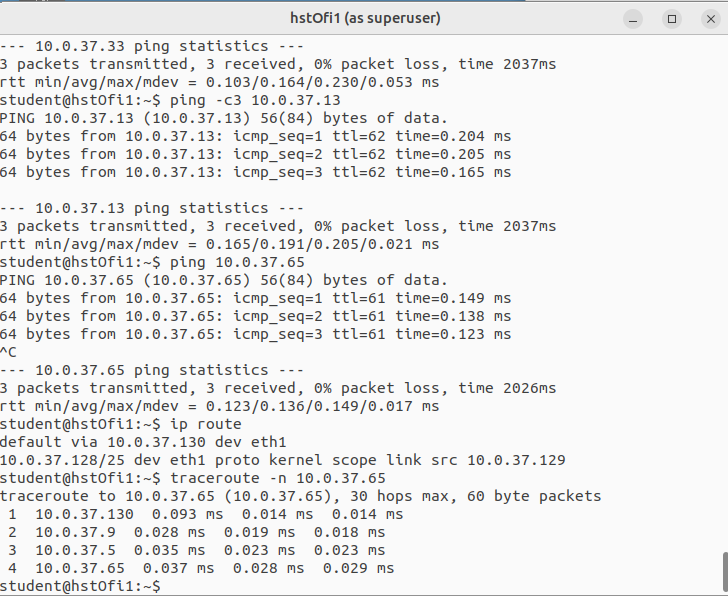 hstOfi1 (as superuser)
--- 10.0.37.33 ping statistics ---
3 packets transmitted, 3 received, 0% packet loss, time 2037ms
rtt min/avg/max/mdev = 0.103/0.164/0.230/0.053 ms
student@hstOfi1:~$ ping -c3 10.0.37.13
PING 10.0.37.13 (10.0.37.13) 56(84) bytes of data.
64 bytes from 10.0.37.13: icmp_seq=1 ttl=62 time=0.204 ms
64 bytes from 10.0.37.13: icmp_seq=2 ttl=62 time=0.205 ms
64 bytes from 10.0.37.13: icmp_seq=3 ttl=62 time=0.165 ms
--- 10.0.37.13 ping statistics ---
3 packets transmitted, 3 received, 0% packet loss, time 2037ms
rtt min/avg/max/mdev = 0.165/0.191/0.205/0.021 ms
student@hstOfi1:~$ ping 10.0.37.65
PING 10.0.37.65 (10.0.37.65) 56(84) bytes of data.
64 bytes from 10.0.37.65: icmp_seq=1 ttl=61 time=0.149 ms
64 bytes from 10.0.37.65: icmp_seq=2 ttl=61 time=0.138 ms
64 bytes from 10.0.37.65: icmp_seq=3 ttl=61 time=0.123 ms
^C
--- 10.0.37.65 ping statistics ---
3 packets transmitted, 3 received, 0% packet loss, time 2026ms
rtt min/avg/max/mdev = 0.123/0.136/0.149/0.017 ms
student@hstOfi1:~$ ip route
default via 10.0.37.130 dev eth1
10.0.37.128/25 dev eth1 proto kernel scope link src 10.0.37.129
student@hstOfi1:~$ traceroute -n 10.0.37.65
traceroute to 10.0.37.65 (10.0.37.65), 30 hops max, 60 byte packets
 1  10.0.37.130  0.093 ms  0.014 ms  0.014 ms
 2  10.0.37.9  0.028 ms  0.019 ms  0.018 ms
 3  10.0.37.5  0.035 ms  0.023 ms  0.023 ms
 4  10.0.37.65  0.037 ms  0.028 ms  0.029 ms
student@hstOfi1:~$